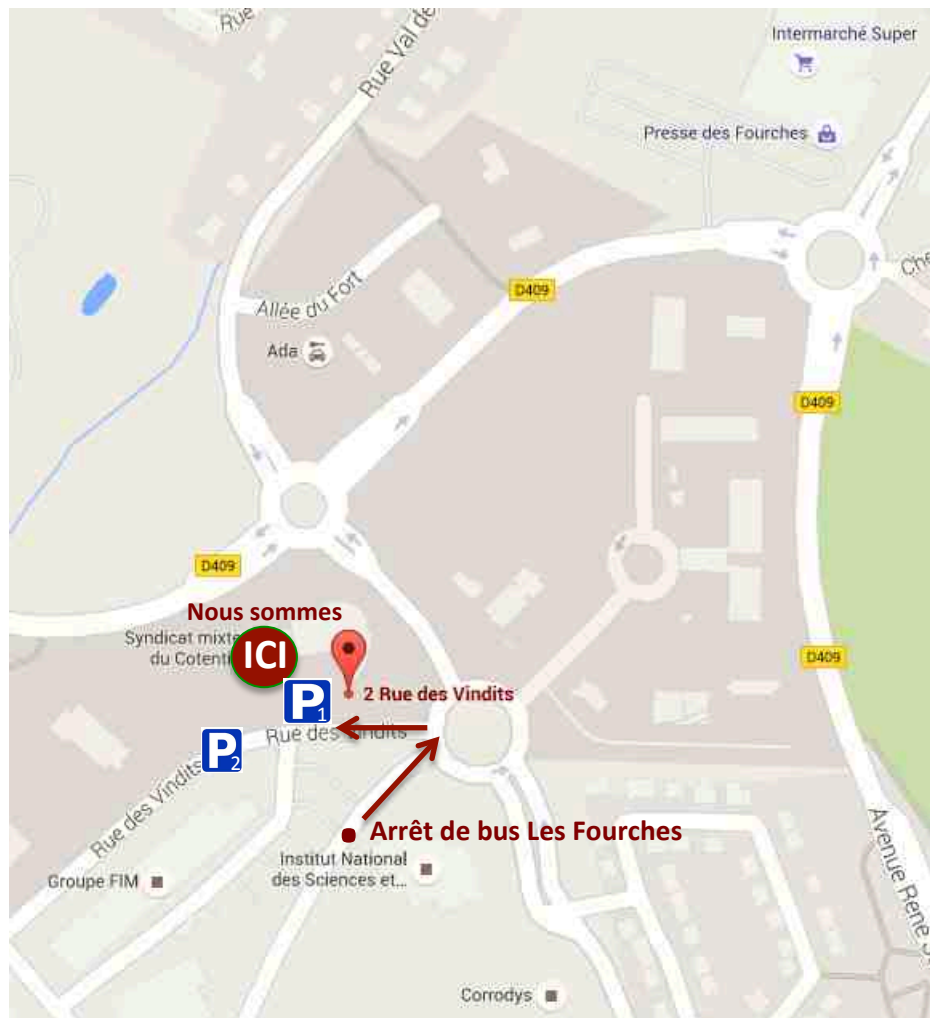 Rue
Rue Val de
Intermarché Super
Presse des Fourches
Allée du Fort
D409
Che
Ada
D409
D409
Nous sommes
Syndicat mixte
du Cotenti
ICI
D409
P1
2 Rue des Vindits
Rue des Vindits
P2
Rue des Vindits
Arrêt de bus Les Fourches
Institut National
des Sciences et...
Groupe FIM
Avenue René
Corrodys